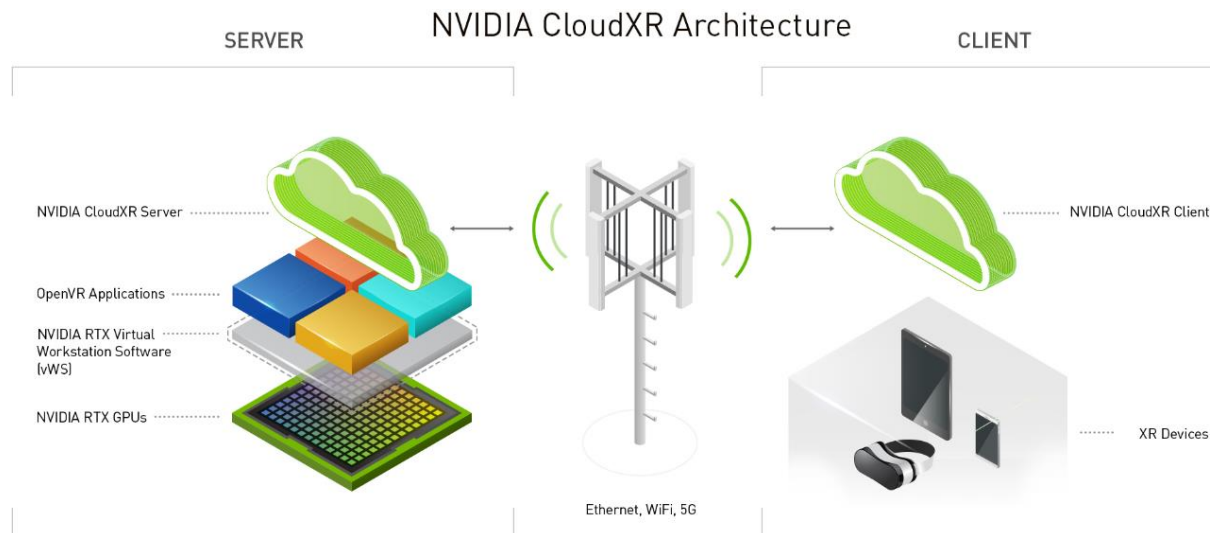 NVIDIA CloudXR Architecture
SERVER
CLIENT
NVIDIA CloudXR Server
OpenVR Applications
NVIDIA RTX Virtual
Workstation Software
(vWS)
NVIDIA RTX GPUs
Ethernet, WiFi, 5G
NVIDIA CloudXR Client
XR Devices